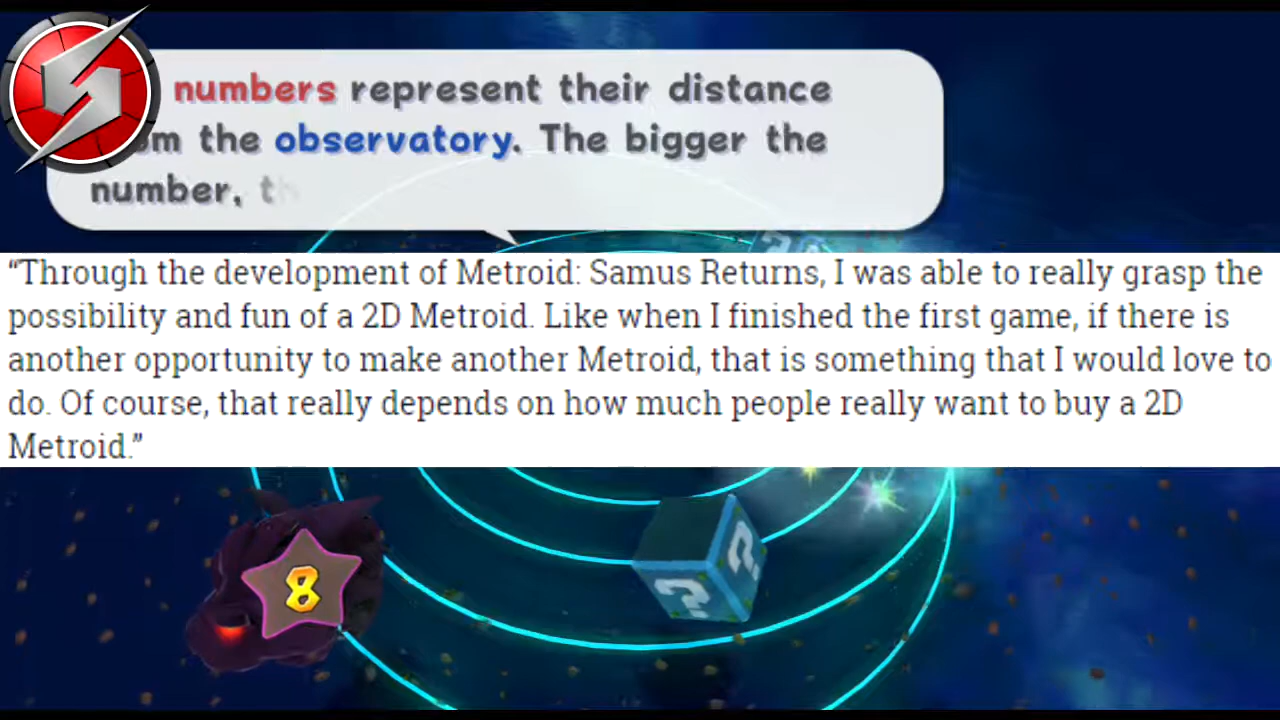 numbers represent their distance
the observatory. The bigger the
number, th
“Through the development of Metroid: Samus Returns, I was able to really grasp the
possibility and fun of a 2D Metroid. Like when I finished the first game, if there is
another opportunity to make another Metroid, that is something that I would love to
do. Of course, that really depends on how much people really want to buy a 2D
Metroid.”
? ?
8
? ?